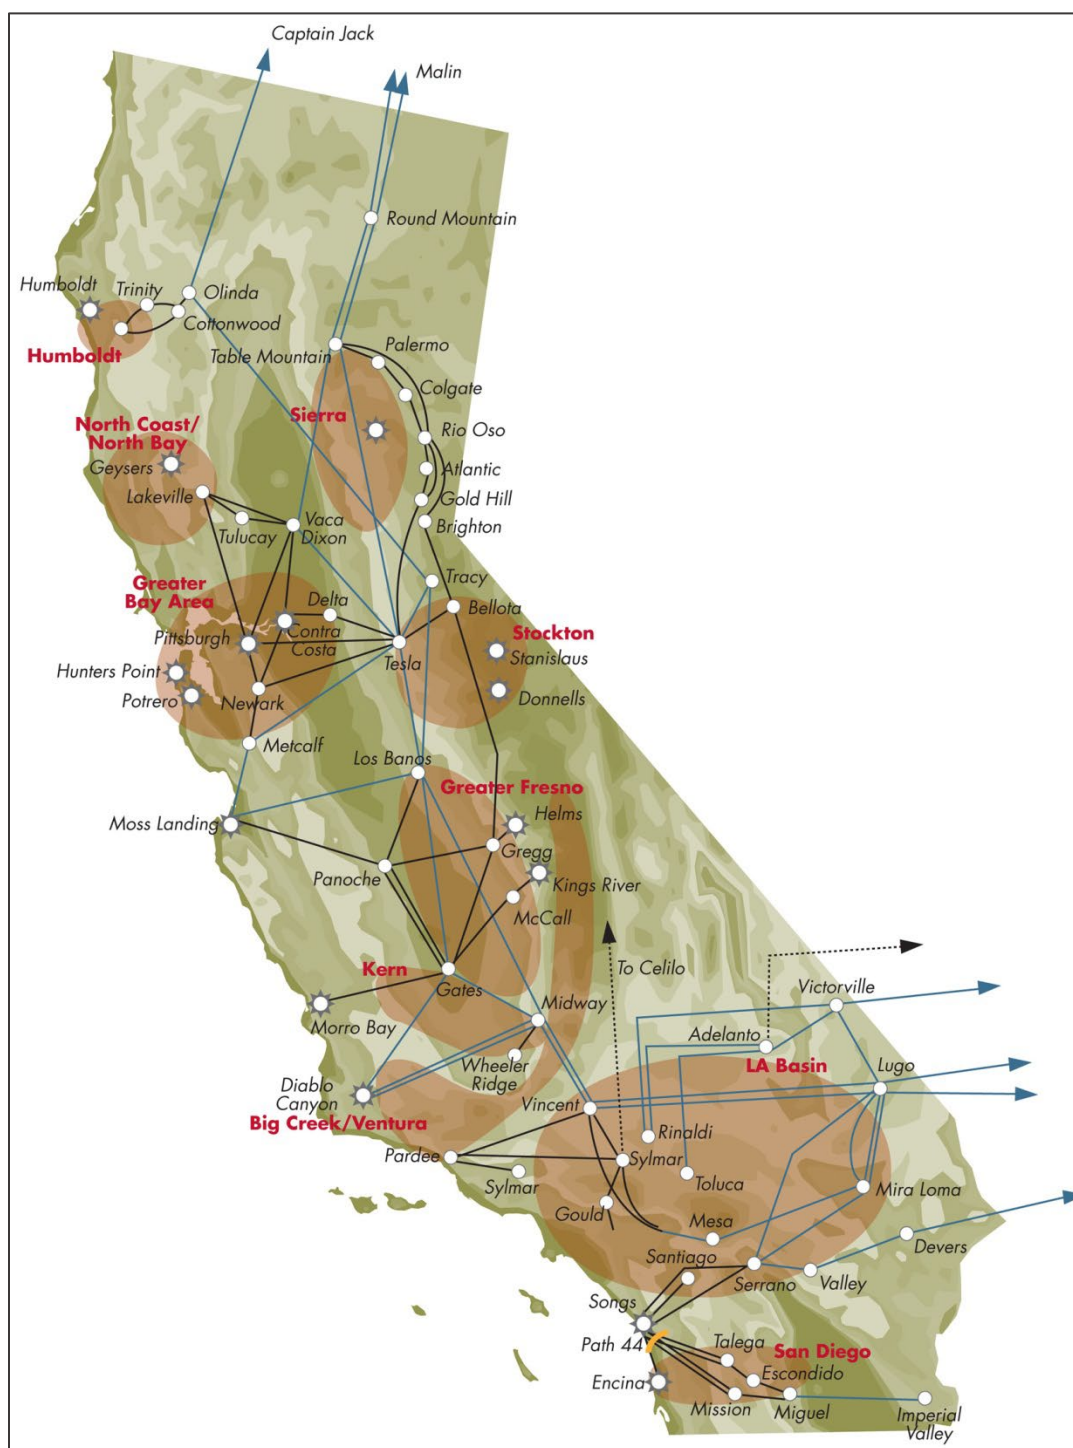 Captain Jack
Malin
Round Mountain
Humboldt
Trinity
Olinda
Cottonwood
Humboldt
Table Mountain
Palermo
Colgate
Sierra
North Coast/
North Bay
Rio Oso
Geysers
Atlantic
Lakeville
Gold Hill
Tulucay
Vaca
Dixon
Brighton
Greater
Bay Area
Tracy
Delta
Bellota
Pittsburgh
Contra
Costa
Stockton
Tesla
Stanislaus
Hunters Point
Potrero
Newark
Donnells
Metcalf
Los Banos
Greater Fresno
Moss Landing
Helms
Gregg
Panoche
Kings River
McCall
Kern
To Celilo
Gates
Midway
Victorville
Morro Bay
Adelanto
Wheeler
Ridge
LA Basin
Lugo
Diablo
Canyon
Vincent
Big Creek/Ventura
Rinaldi
Pardee
Sylmar
Sylmar
Toluca
Mira Loma
Gould
Mesa
Devers
Santiago
Serrano
Valley
Songs
Path 44
Talega
San Diego
Escondido
Encina
Mission
Miguel
Imperial
Valley